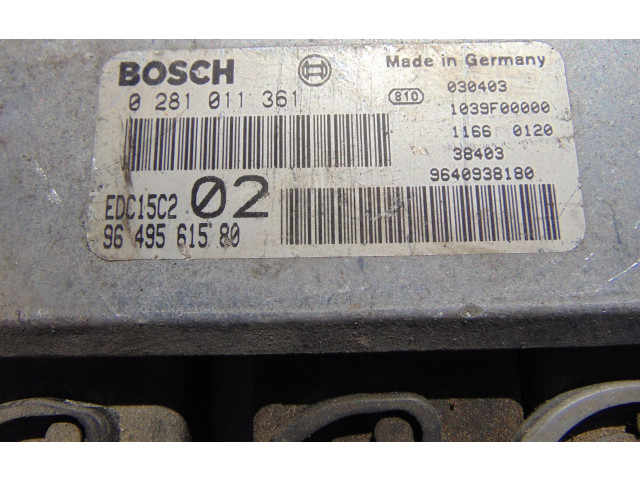 BOSCH
Made in Germany
0 281 011 361
810
030403
1039F00000
1166 0120
38403
9640938180
EDC15C2 02
96 495 615 80